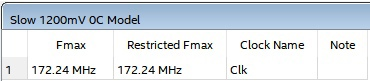 Slow 1200mV 0C Model
Fmax Restricted Fmax Clock Name Note
1 172.24 MHz 172.24 MHz Clk